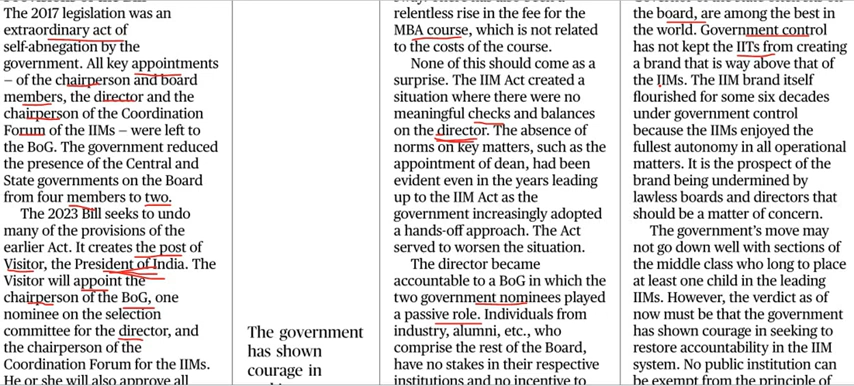 The 2017 legislation was an
extraordinary act of
self-abnegation by the
government. All key appointments
– of the chairperson and board
members, the director and the
chairperson of the Coordination
Forum of the IIMs – were left to
the BoG. The government reduced
the presence of the Central and
State governments on the Board
from four members to two.
The 2023 Bill seeks to undo
many of the provisions of the
earlier Act. It creates the post of
Visitor, the President of India. The
Visitor will appoint the
chairperson of the BoG, one
nominee on the selection
committee for the director, and
the chairperson of the
Coordination Forum for the IIMs.
He or she will also approve all
The government
has shown
courage in
relentless rise in the fee for the
MBA course, which is not related
to the costs of the course.
None of this should come as a
surprise. The IIM Act created a
situation where there were no
meaningful checks and balances
on the director. The absence of
norms on key matters, such as the
appointment of dean, had been
evident even in the years leading
up to the IIM Act as the
government increasingly adopted
a hands-off approach. The Act
served to worsen the situation.
The director became
accountable to a BoG in which the
two government nominees played
a passive role. Individuals from
industry, alumni, etc., who
comprise the rest of the Board,
have no stakes in their respective
institutions and no incentive to
the board, are among the best in
the world. Government control
has not kept the IITs from creating
a brand that is way above that of
the IIMs. The IIM brand itself
flourished for some six decades
under government control
because the IIMs enjoyed the
fullest autonomy in all operational
matters. It is the prospect of the
brand being undermined by
lawless boards and directors that
should be a matter of concern.
The government's move may
not go down well with sections of
the middle class who long to place
at least one child in the leading
IIMs. However, the verdict as of
now must be that the government
has shown courage in seeking to
restore accountability in the IIM
system. No public institution can
be exempt from the principle of